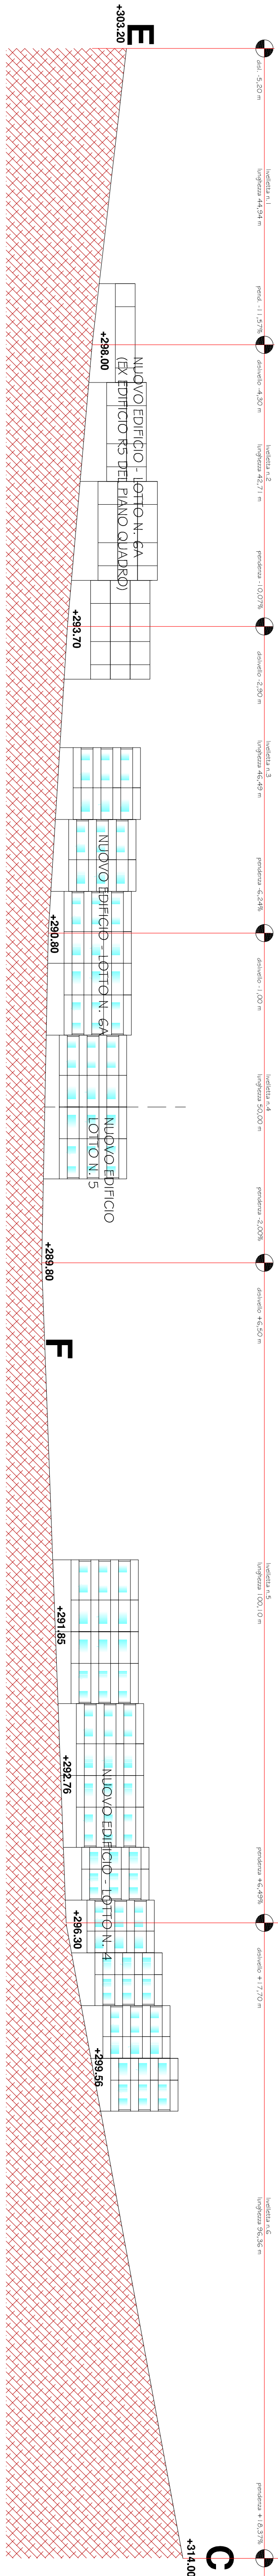 livelletta n.1
disl. -5,20 m
lunghezza 44,94 m
pend. -11,57%
livelletta n.2
dislivello -4,30 m
lunghezza 42,71 m
pendenza -10,07%
livelletta n.3
dislivello -2,90 m
lunghezza 46,49 m
pendenza -6,24%
livelletta n.4
dislivello -1,00 m
lunghezza 50,00 m
pendenza -2,00%
livelletta n.5
dislivello +6,50 m
lunghezza 100,10 m
pendenza +6,49%
livelletta n.6
dislivello +17,70 m
lunghezza 96,36 m
pendenza +18,37%
E
+303.20
+298.00
NUOVO EDIFICIO - LOTTO N. 6A
(EX EDIFICIO R5 DEL PIANO QUADRO)
+293.70
NUOVO EDIFICIO - LOTTO N. 6A
+290.80
NUOVO EDIFICIO
LOTTO N. 5
+289.80
F
+291.85
+292.76
NUOVO EDIFICIO - LOTTO N. 4
+296.30
+299.56
C
+314.00